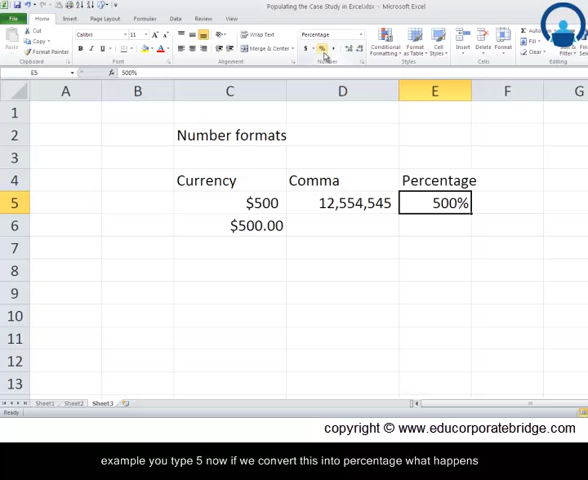 Populating the Case Study in Excel.xlsx - Microsoft Excel
File Home Insert Page Layout Formulas Data Review View
Cut
Copy
Format Painter
Paste
Calibri 11
Wrap Text
Merge & Center
Percentage
$ %
Conditional Formatting
Format as Table
Cell Styles
Insert Delete Format
Fill
Clear
Clipboard Font Alignment Number Styles Cells
E5 fx 500%
A B C D E F G
1
2 Number formats
3
4 Currency Comma Percentage
5 $500 12,554,545 500%
6 $500.00
7
8
9
10
11
12
13
Sheet1 Sheet2 Sheet3
Ready
copyright © www.educorporatebridge.com
example you type 5 now if we convert this into percentage what happens